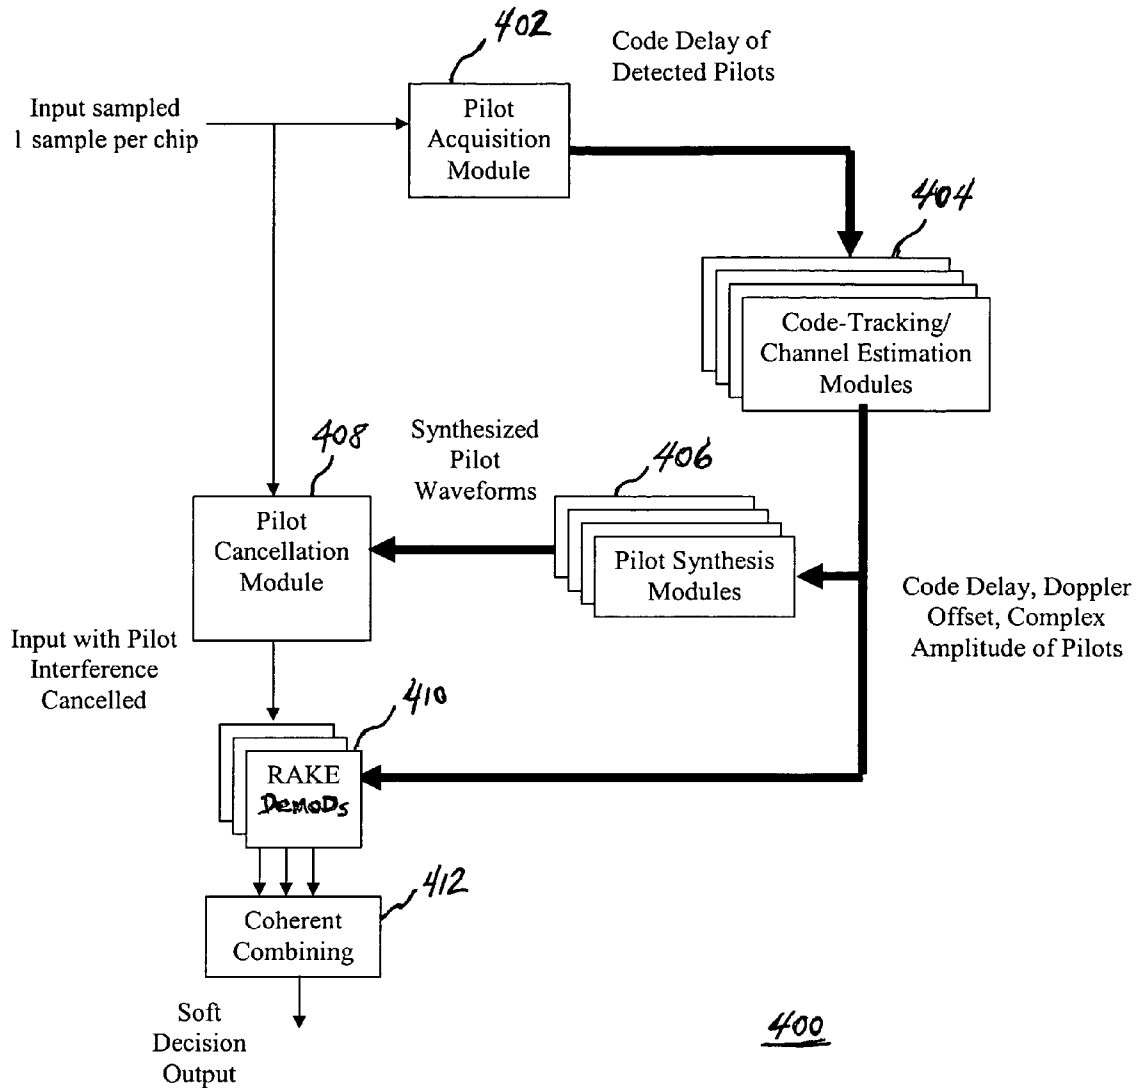 402
Code Delay of
Detected Pilots
Input sampled
1 sample per chip
Pilot
Acquisition
Module
404
Code-Tracking/
Channel Estimation
Modules
408
Synthesized
Pilot
Waveforms
406
Pilot
Cancellation
Module
Pilot Synthesis
Modules
Code Delay, Doppler
Offset, Complex
Amplitude of Pilots
Input with Pilot
Interference
Cancelled
410
RAKE
DemoDs
412
Coherent
Combining
Soft
Decision
Output
400